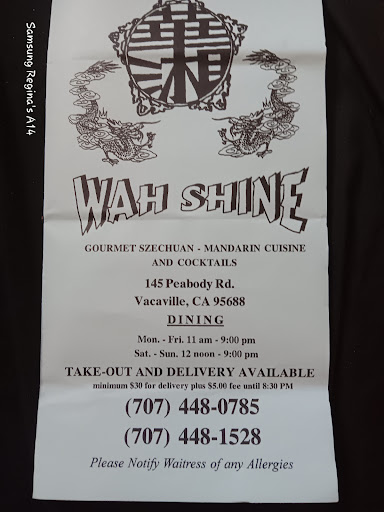 Samsung Regina's A14
華湘
WAH SHINE
GOURMET SZECHUAN - MANDARIN CUISINE
AND COCKTAILS
145 Peabody Rd.
Vacaville, CA 95688
DINING
Mon. - Fri. 11 am - 9:00 pm
Sat. - Sun. 12 noon - 9:00 pm
TAKE-OUT AND DELIVERY AVAILABLE
minimum $30 for delivery plus $5.00 fee until 8:30 PM
(707) 448-0785
(707) 448-1528
Please Notify Waitress of any Allergies